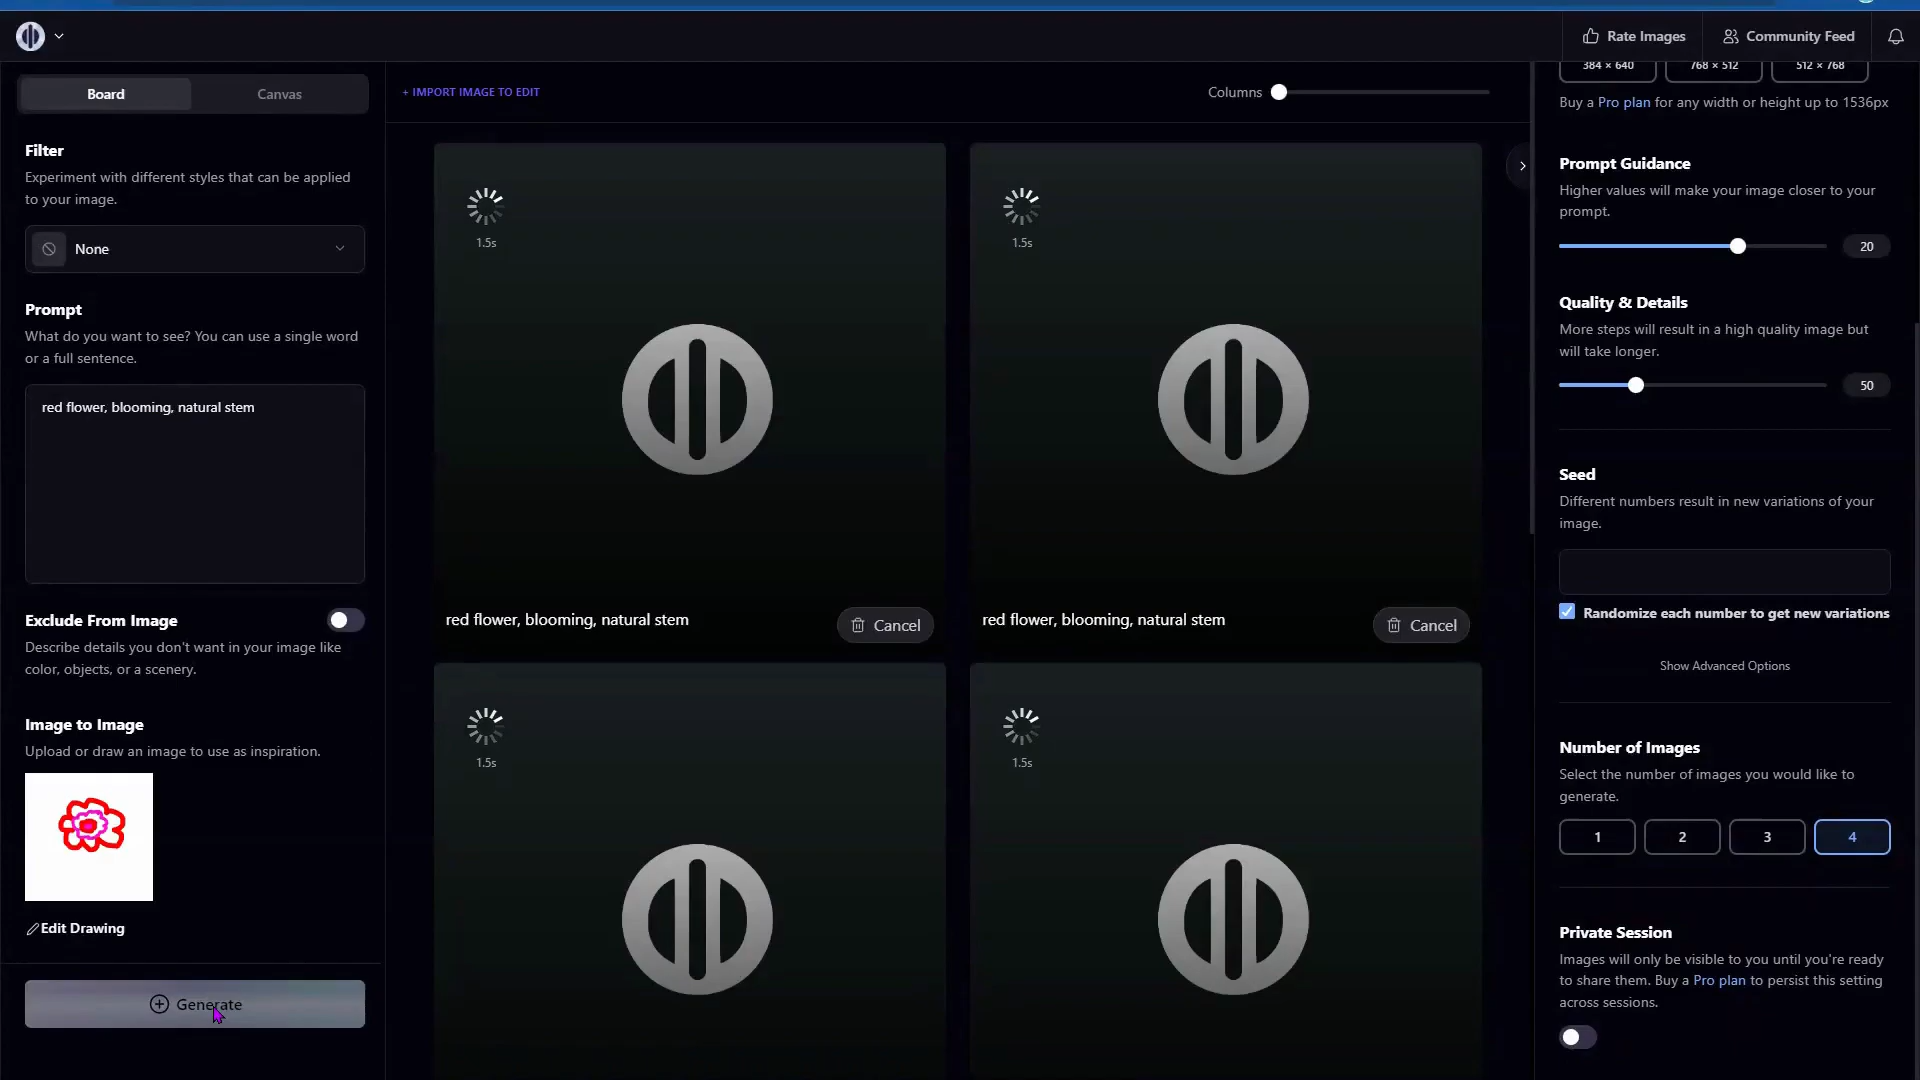 Rate Images
Community Feed
Board
Canvas
+ IMPORT IMAGE TO EDIT
Columns
Filter
Experiment with different styles that can be applied
to your image.
None
Prompt
What do you want to see? You can use a single word
or a full sentence.
red flower, blooming, natural stem
Exclude From Image
Describe details you don't want in your image like
color, objects, or a scenery.
Image to Image
Upload or draw an image to use as inspiration.
Edit Drawing
Generate
1.5s
1.5s
red flower, blooming, natural stem
Cancel
red flower, blooming, natural stem
Cancel
1.5s
1.5s
384 × 640
768 × 512
512 × 768
Buy a Pro plan for any width or height up to 1536px
Prompt Guidance
Higher values will make your image closer to your
prompt.
20
Quality & Details
More steps will result in a high quality image but
will take longer.
50
Seed
Different numbers result in new variations of your
image.
Randomize each number to get new variations
Show Advanced Options
Number of Images
Select the number of images you would like to
generate.
1
2
3
4
Private Session
Images will only be visible to you until you're ready
to share them. Buy a Pro plan to persist this setting
across sessions.